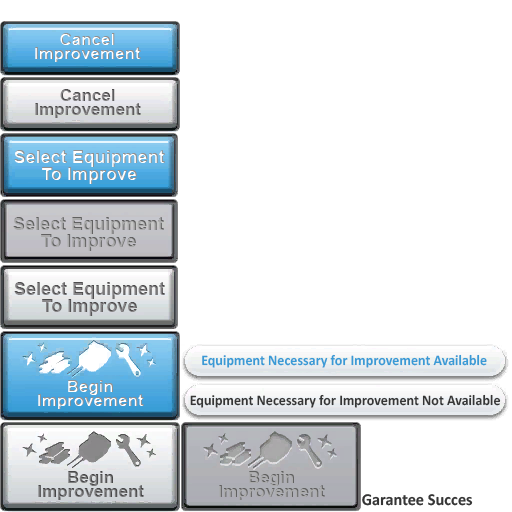 Cancel
Improvement
Cancel
Improvement
Select Equipment
To Improve
Select Equipment
To Improve
Select Equipment
To Improve
Begin
Improvement
Equipment Necessary for Improvement Available
Equipment Necessary for Improvement Not Available
Begin
Improvement
Begin
Improvement
Garantee Succes